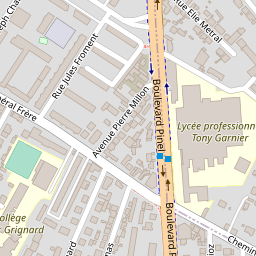 Rue Elie Metral
Rue Jules Froment
Boulevard Pinel
Avenue Pierre Millon
Lycée professionn
Tony Garnier
éral Frère
Boulevard P
Chemin
Grignard